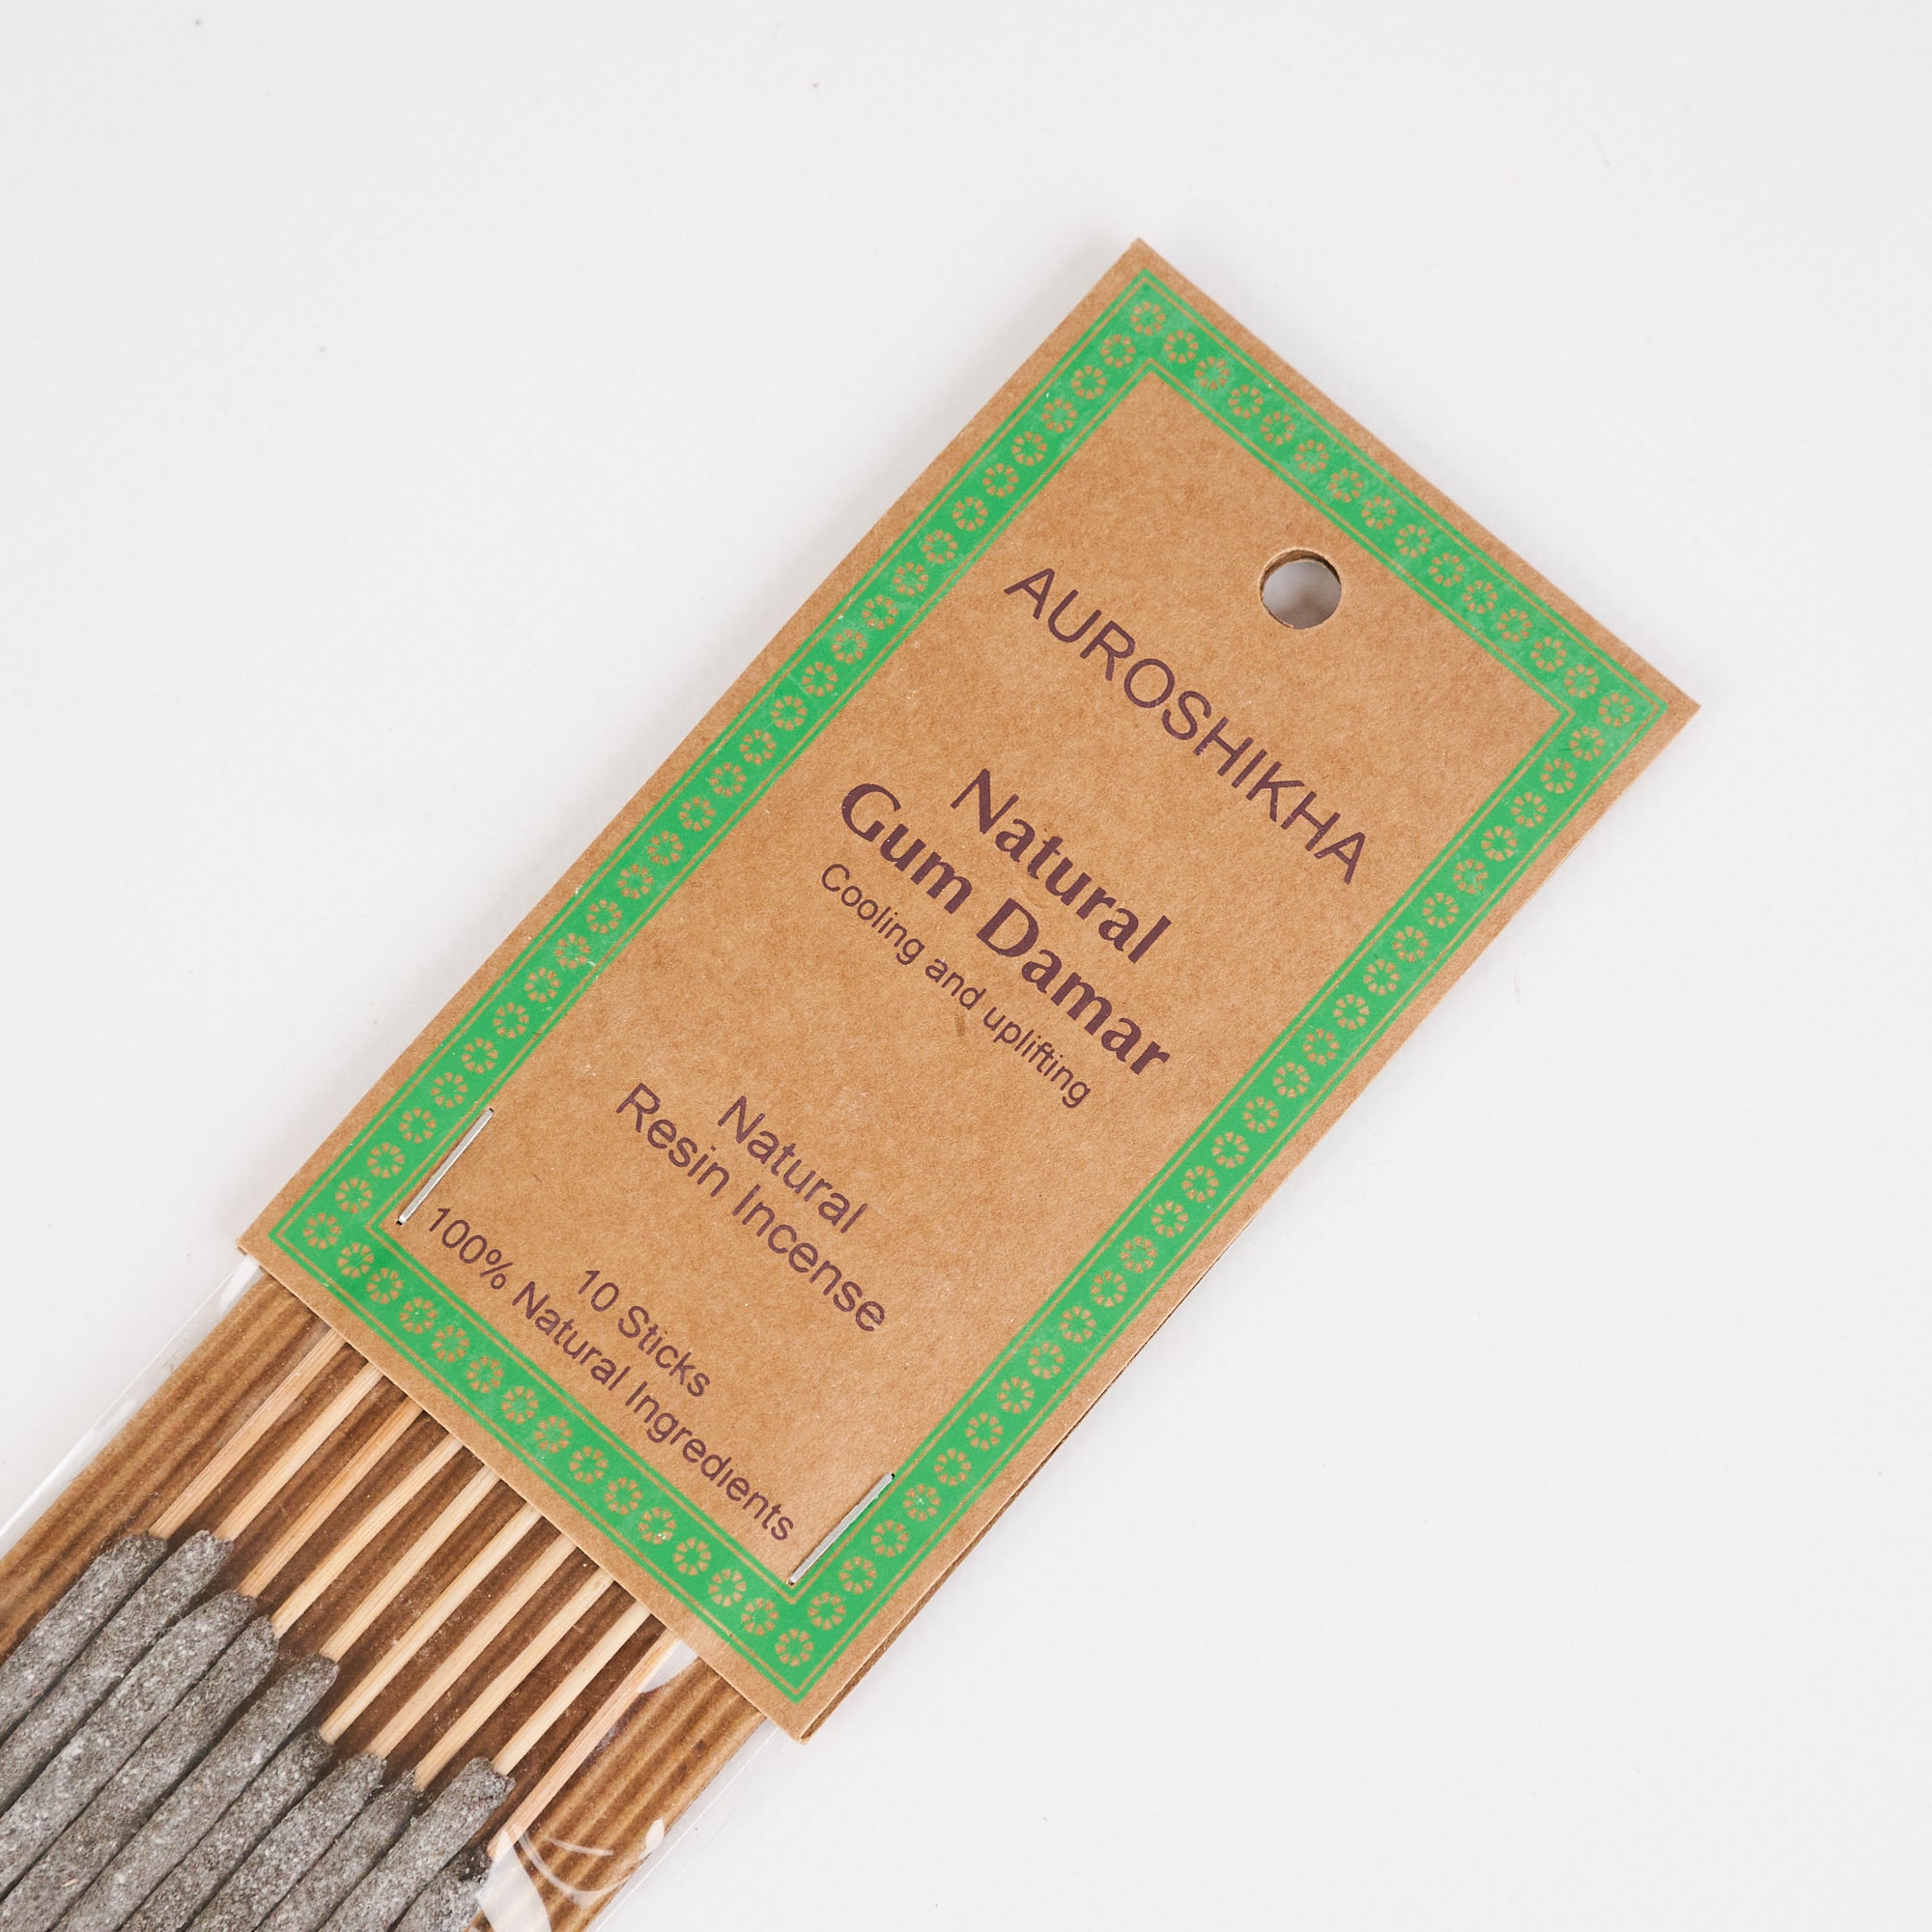 AUROSHIKHA
Natural
Gum Damar
Cooling and uplifting
Natural
Resin Incense
10 Sticks
100% Natural Ingredients